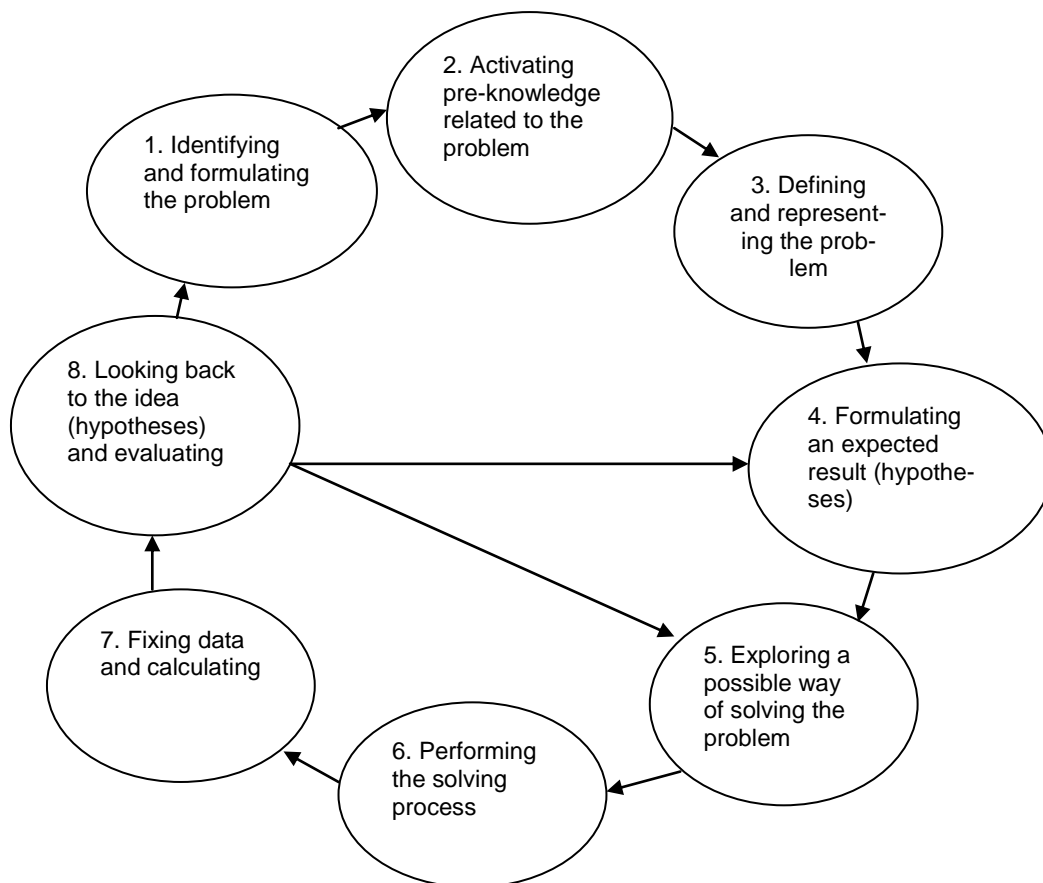 1. Identifying
and formulating
the problem
2. Activating
pre-knowledge
related to the
problem
3. Defining
and represent-
ing the prob-
lem
4. Formulating
an expected
result (hypothe-
ses)
5. Exploring a
possible way
of solving the
problem
6. Performing
the solving
process
7. Fixing data
and calculating
8. Looking back
to the idea
(hypotheses)
and evaluating